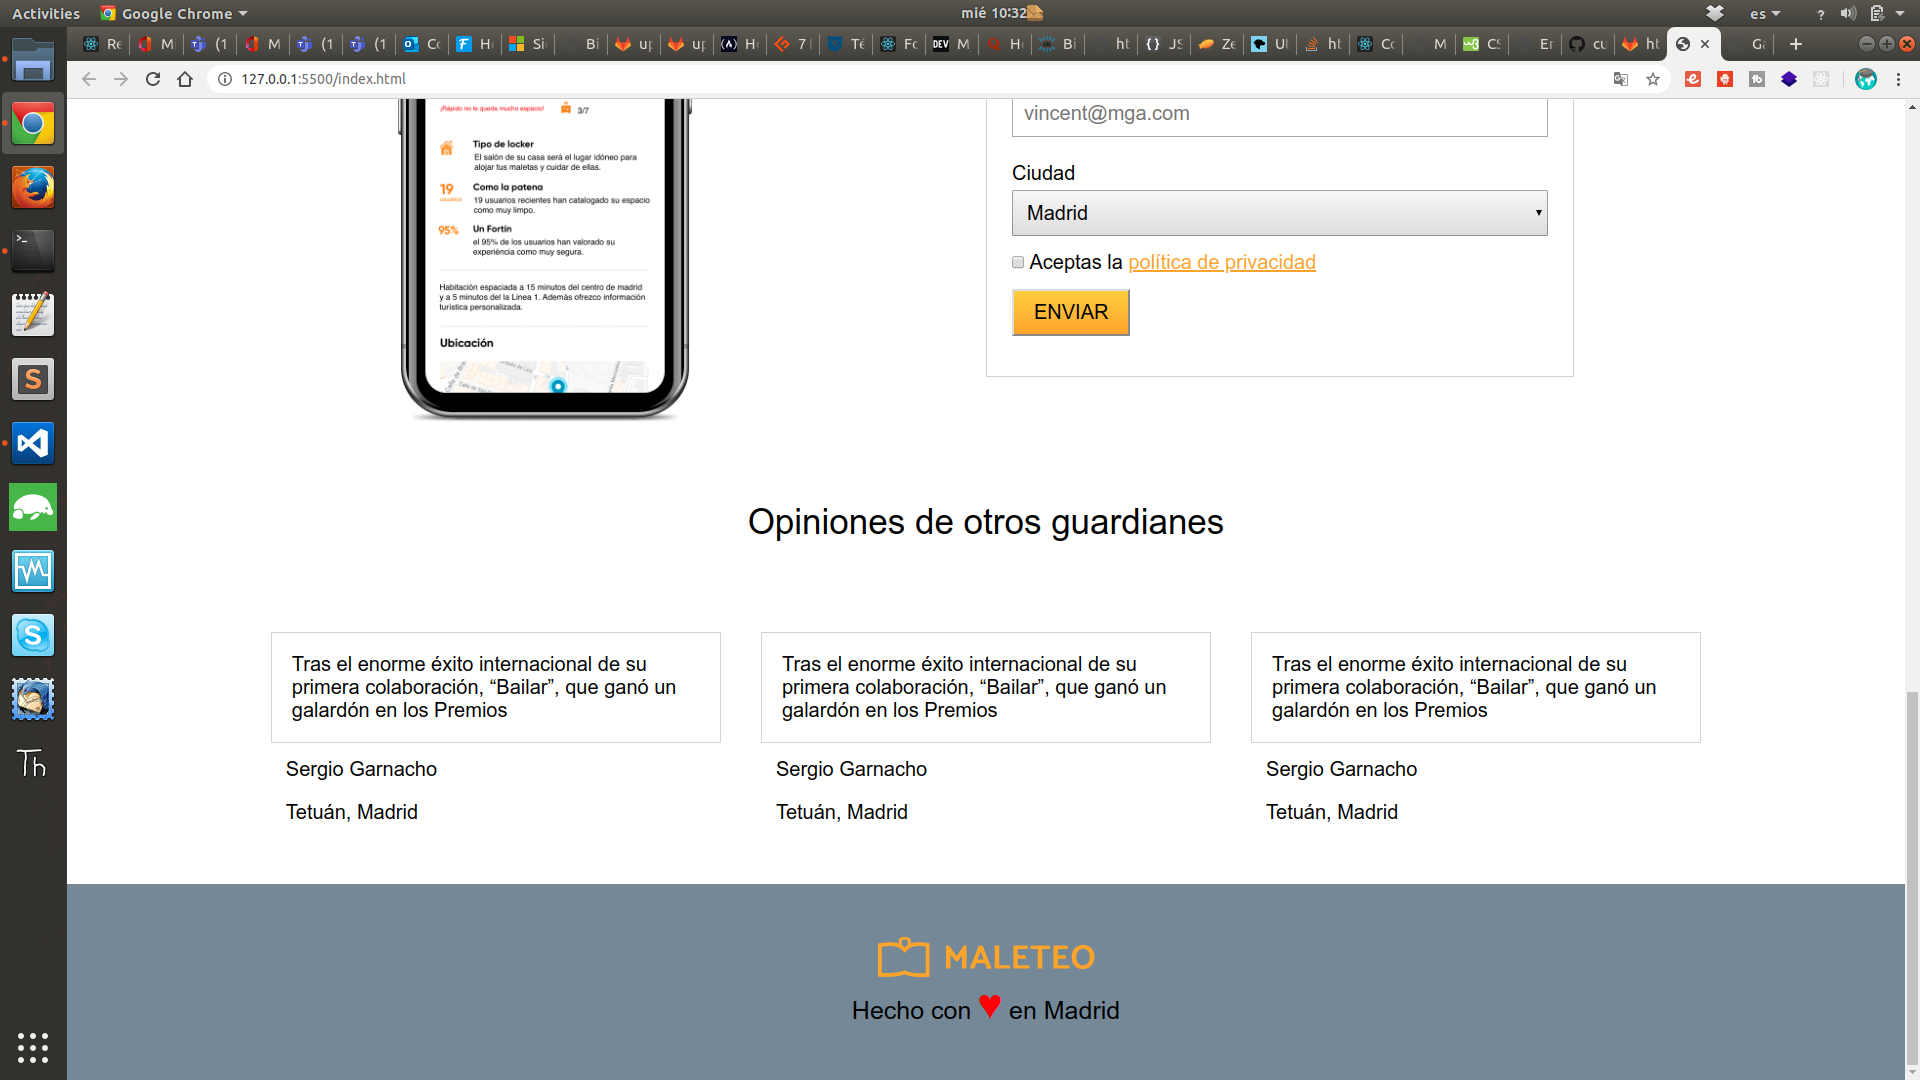 Activities
Google Chrome
mié 10:32
es
?
Re
M
(1
M
(1
(1
Co
Ho
Si
Bi
up
up
Ho
7 I
Té
Fo
DEV M
Ho
Bi
ht
JS
Ze
Ul
ht
Co
M
CS
Er
cu
ht
Ga
127.0.0.1:5500/index.html
¡Rápido no le queda mucho espacio!
3/7
Tipo de locker
El salón de su casa será el lugar idóneo para
alojar tus maletas y cuidar de ellas.
19
usuarios
Como la patena
19 usuarios recientes han catalogado su espacio
como muy limpo.
95%
Un Fortín
el 95% de los usuarios han valorado su
experiéncia como muy segura.
Habitación espaciada a 15 minutos del centro de madrid
y a 5 minutos del la Linea 1. Además ofrezco información
turística personalizada.
Ubicación
vincent@mga.com
Ciudad
Madrid
Aceptas la política de privacidad
ENVIAR
Opiniones de otros guardianes
Tras el enorme éxito internacional de su
primera colaboración, “Bailar”, que ganó un
galardón en los Premios
Sergio Garnacho
Tetuán, Madrid
Tras el enorme éxito internacional de su
primera colaboración, “Bailar”, que ganó un
galardón en los Premios
Sergio Garnacho
Tetuán, Madrid
Tras el enorme éxito internacional de su
primera colaboración, “Bailar”, que ganó un
galardón en los Premios
Sergio Garnacho
Tetuán, Madrid
MALETEO
Hecho con ♥ en Madrid
Th